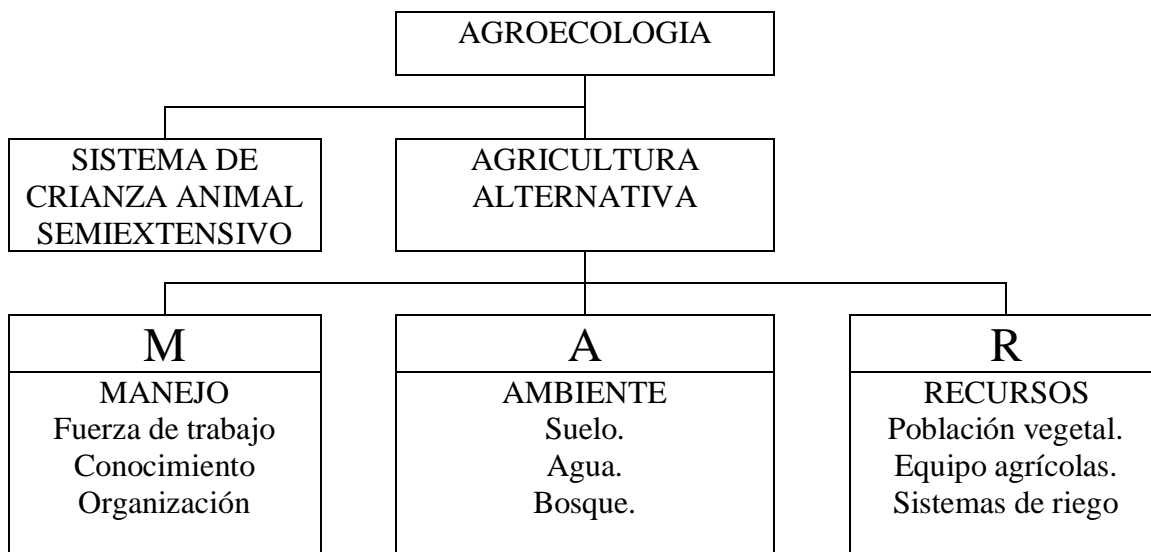 AGROECOLOGIA
SISTEMA DE
CRIANZA ANIMAL
SEMIEXTENSIVO
AGRICULTURA
ALTERNATIVA
M
MANEJO
Fuerza de trabajo
Conocimiento
Organización
A
AMBIENTE
Suelo.
Agua.
Bosque.
R
RECURSOS
Población vegetal.
Equipo agrícolas.
Sistemas de riego